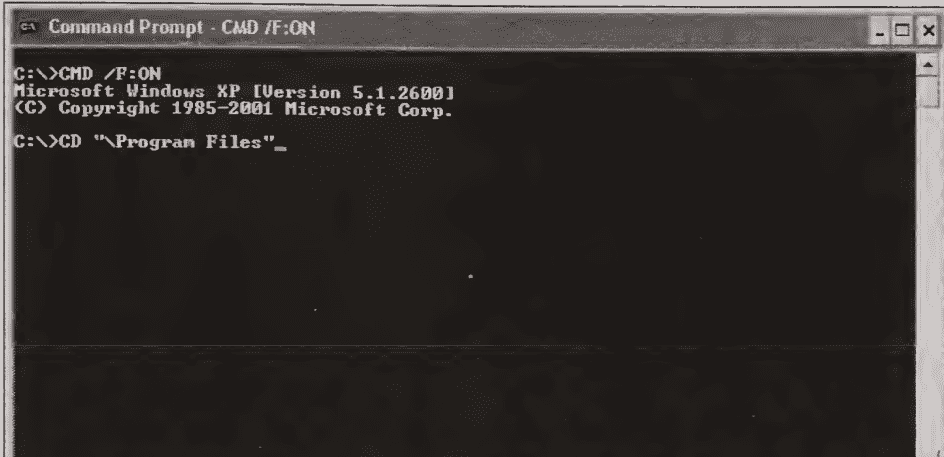 Command Prompt - CMD /F:ON
C:\>CMD /F:ON
Microsoft Windows XP [Version 5.1.2600]
(C) Copyright 1985-2001 Microsoft Corp.
C:\>CD "\Program Files"_